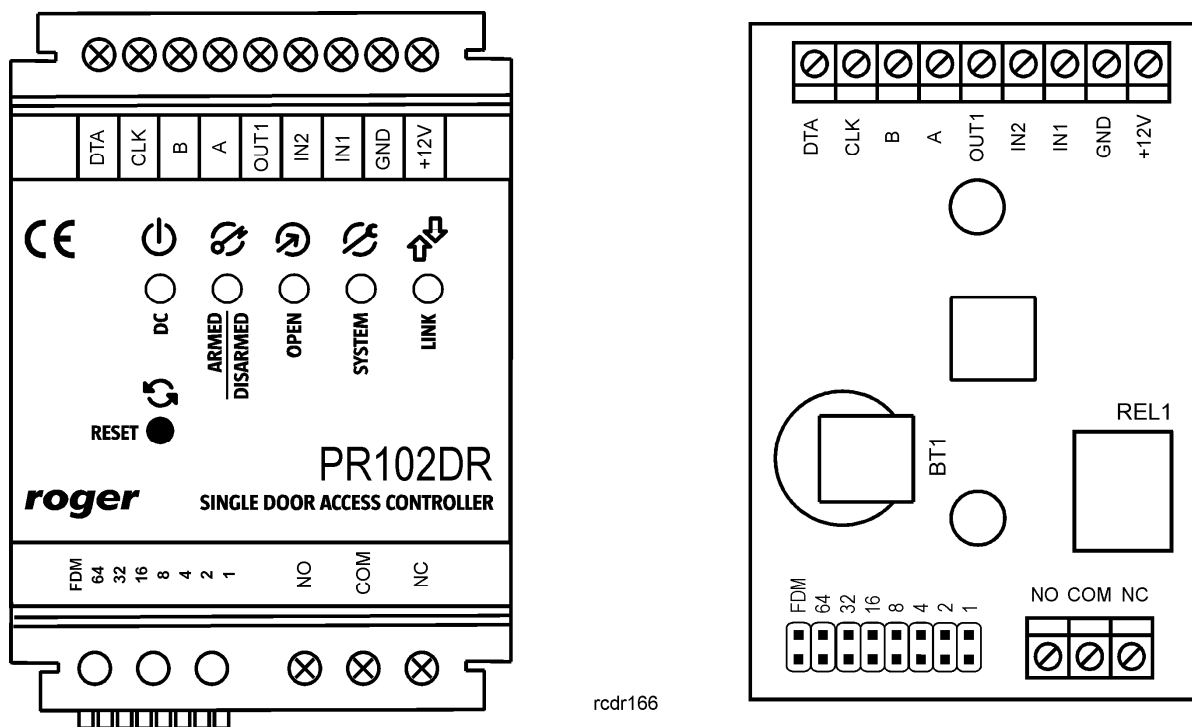 DTA CLK B A OUT1 IN2 IN1 GND +12V
CE
DC ARMED DISARMED OPEN SYSTEM LINK
RESET
PR102DR
roger SINGLE DOOR ACCESS CONTROLLER
FDM 64 32 16 8 4 2 1 NO COM NC
rcdr166
DTA CLK B A OUT1 IN2 IN1 GND +12V
REL1
BT1
NO COM NC
FDM 64 32 16 8 4 2 1